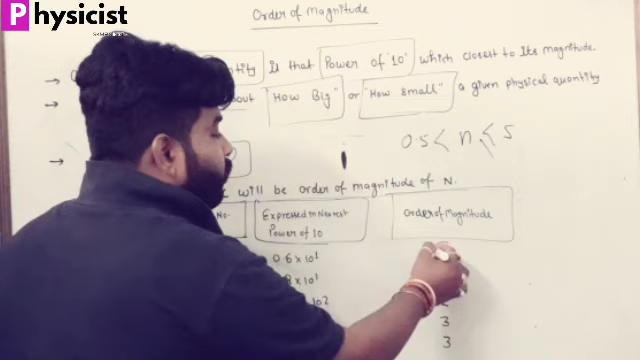 Physicist
Order of Magnitude
is that Power of '10' which closest to its magnitude.
"How Big" or "How small" a given physical quantity
0.5 < n ≤ 5
will be order of magnitude of N.
No. Expressed in Nearest Power of 10 Order of Magnitude
0.6 x 10¹
x 10¹
10²
3
3